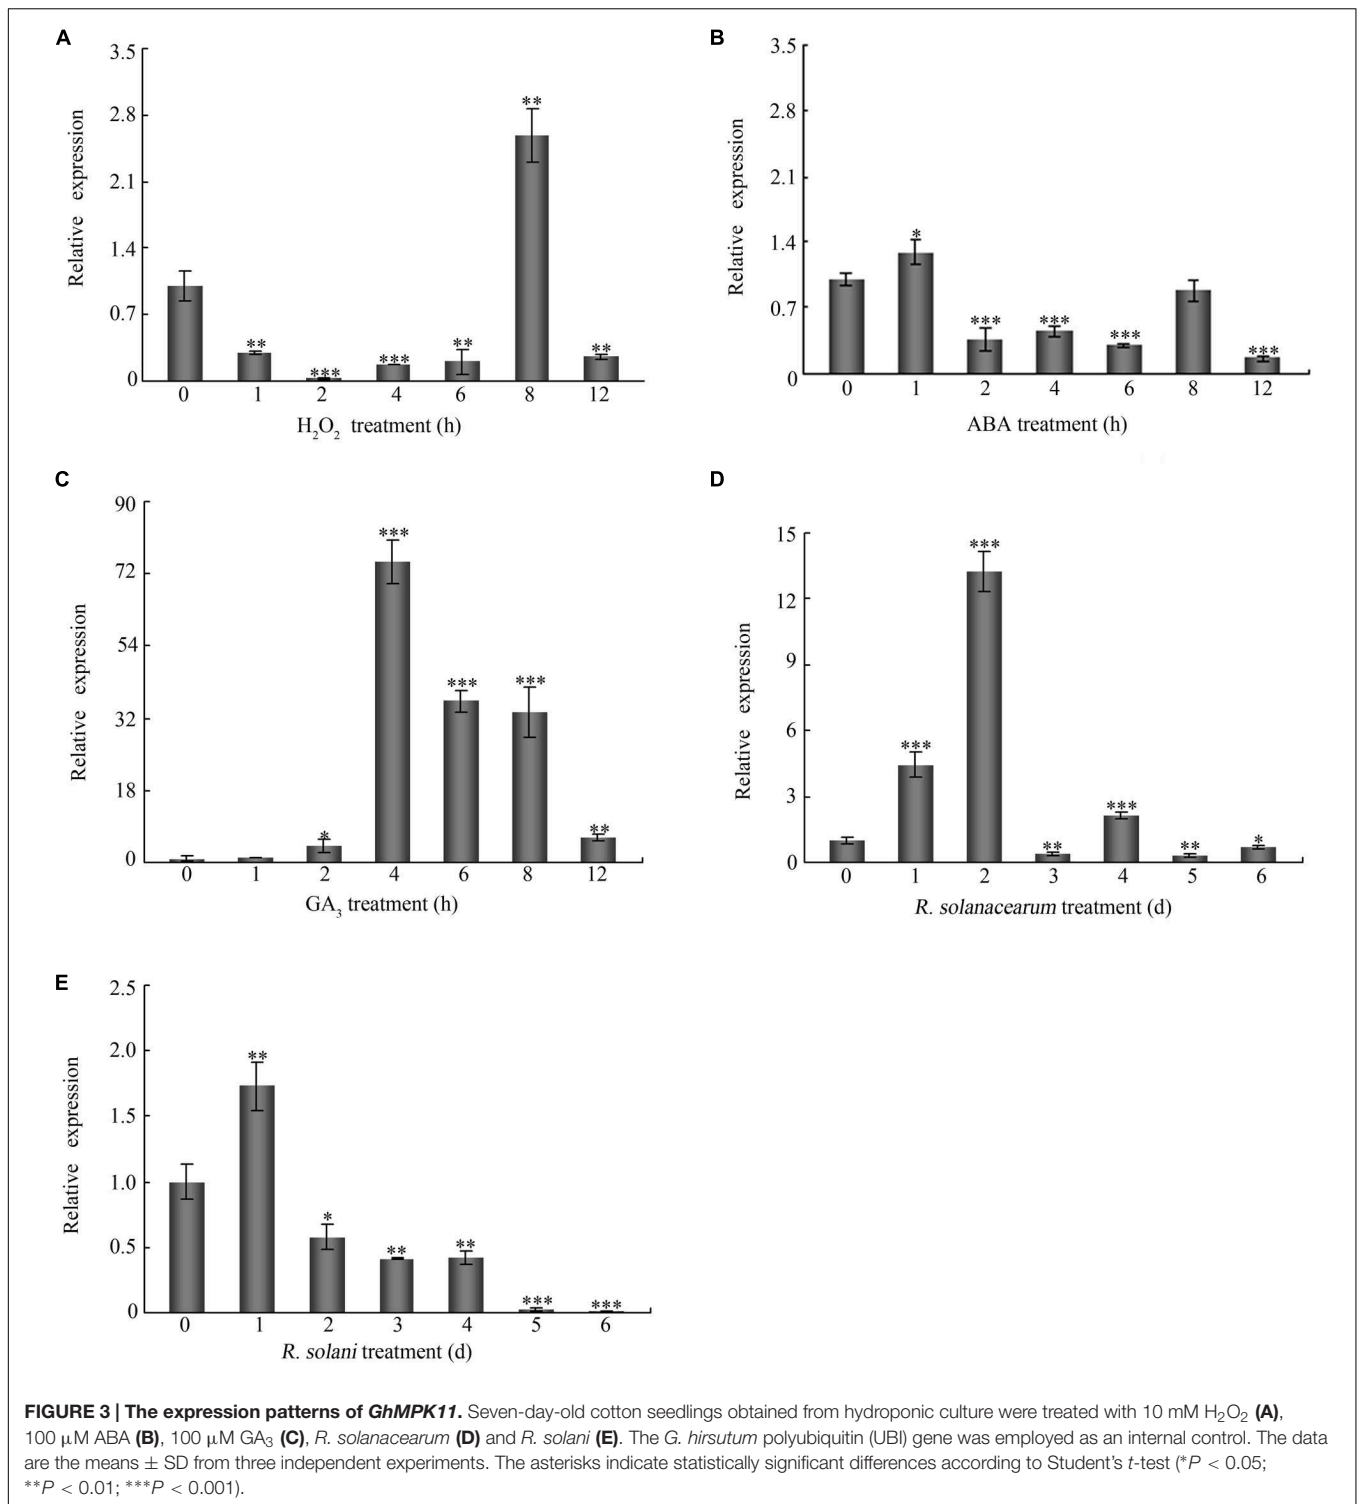 A
3.5
2.8
2.1
1.4
0.7
0
Relative expression
**
***
***
**
**
**
0 1 2 4 6 8 12
H₂O₂ treatment (h)
B
3.5
2.8
2.1
1.4
0.7
0
Relative expression
*
***
***
***
***
0 1 2 4 6 8 12
ABA treatment (h)
C
90
72
54
32
18
0
Relative expression
*
***
***
***
**
0 1 2 4 6 8 12
GA₃ treatment (h)
D
15
12
9
6
3
0
Relative expression
***
***
**
***
**
*
0 1 2 3 4 5 6
R. solanacearum treatment (d)
E
2.5
2.0
1.5
1.0
0.5
0
Relative expression
**
*
**
**
***
***
0 1 2 3 4 5 6
R. solani treatment (d)
FIGURE 3 | The expression patterns of GhMPK11. Seven-day-old cotton seedlings obtained from hydroponic culture were treated with 10 mM H₂O₂ (A),
100 μM ABA (B), 100 μM GA₃ (C), R. solanacearum (D) and R. solani (E). The G. hirsutum polyubiquitin (UBI) gene was employed as an internal control. The data
are the means ± SD from three independent experiments. The asterisks indicate statistically significant differences according to Student's t-test (*P < 0.05;
**P < 0.01; ***P < 0.001).